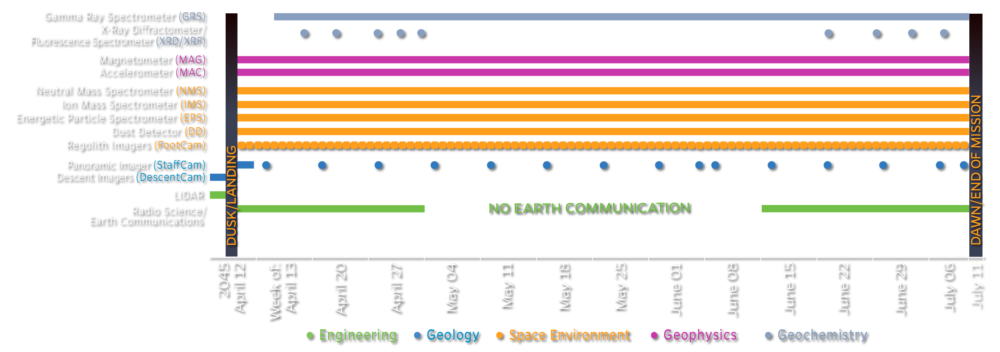 Gamma Ray Spectrometer (GRS)
X-Ray Diffractometer/
Fluorescence Spectrometer (XRD/XRF)
Magnetometer (MAG)
Accelerometer (MAC)
Neutral Mass Spectrometer (NMS)
Ion Mass Spectrometer (IMS)
Energetic Particle Spectrometer (EPS)
Dust Detector (DD)
Regolith Imagers (FootCam)
Panoramic Imager (StaffCam)
Descent Imagers (DescentCam)
LIDAR
Radio Science/
Earth Communications
DUSK/LANDING
NO EARTH COMMUNICATION
DAWN/END OF MISSION
2045
April 12
Week of:
April 13
April 20
April 27
May 04
May 11
May 18
May 25
June 01
June 08
June 15
June 22
June 29
July 06
July 11
Engineering
Geology
Space Environment
Geophysics
Geochemistry